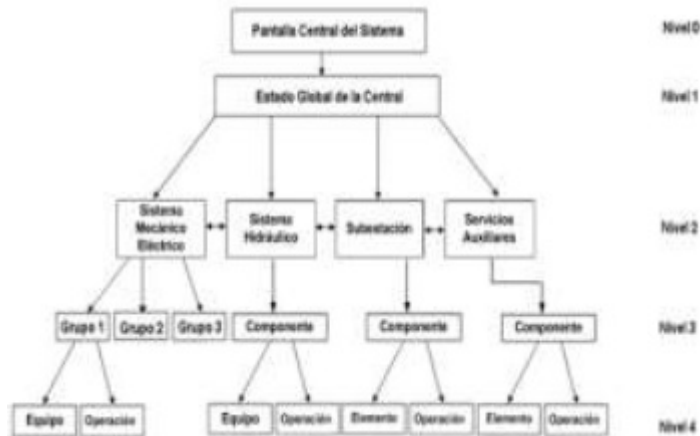 Pantalla Central del Sistema
Nivel 0
Estado Global de la Central
Nivel 1
Sistema
Mecánico
Eléctrico
Sistema
Hidráulico
Subestación
Servicios
Auxiliares
Nivel 2
Grupo 1
Grupo 2
Grupo 3
Componente
Componente
Componente
Nivel 3
Equipo
Operación
Equipo
Operación
Elemento
Operación
Elemento
Operación
Nivel 4